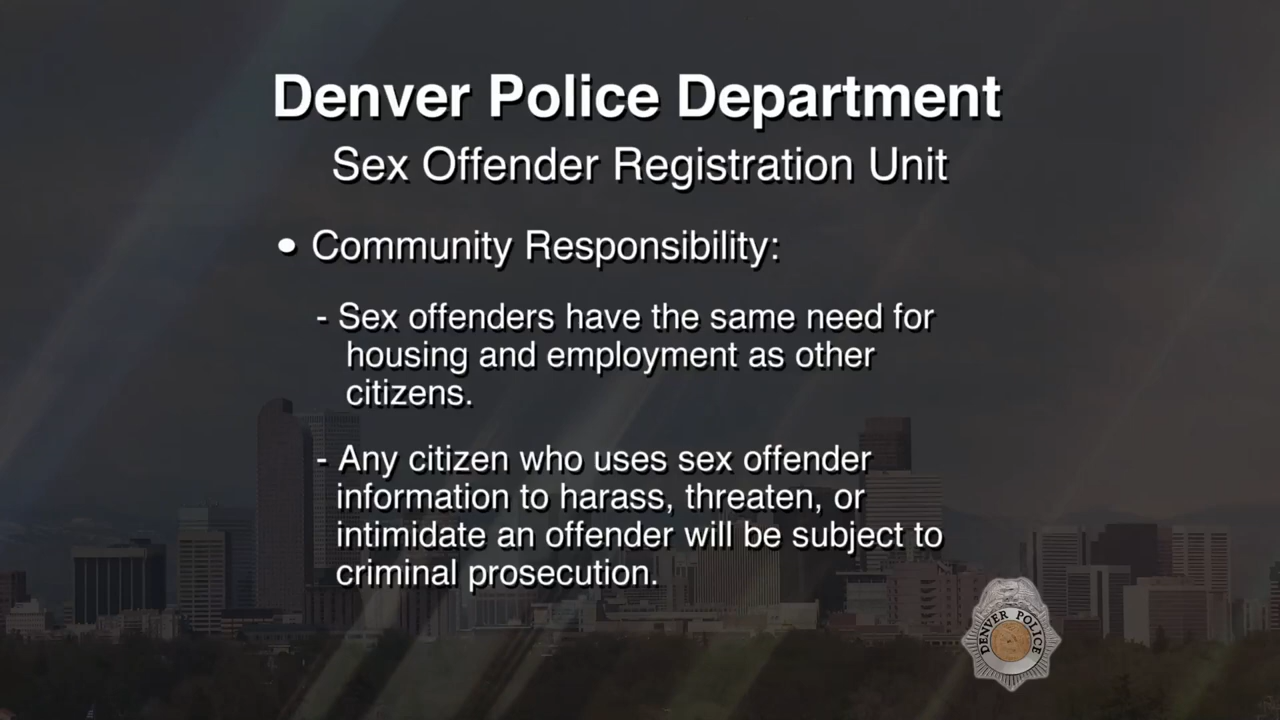 Denver Police Department
Sex Offender Registration Unit
• Community Responsibility:
- Sex offenders have the same need for
housing and employment as other
citizens.
- Any citizen who uses sex offender
information to harass, threaten, or
intimidate an offender will be subject to
criminal prosecution.
DENVER POLICE